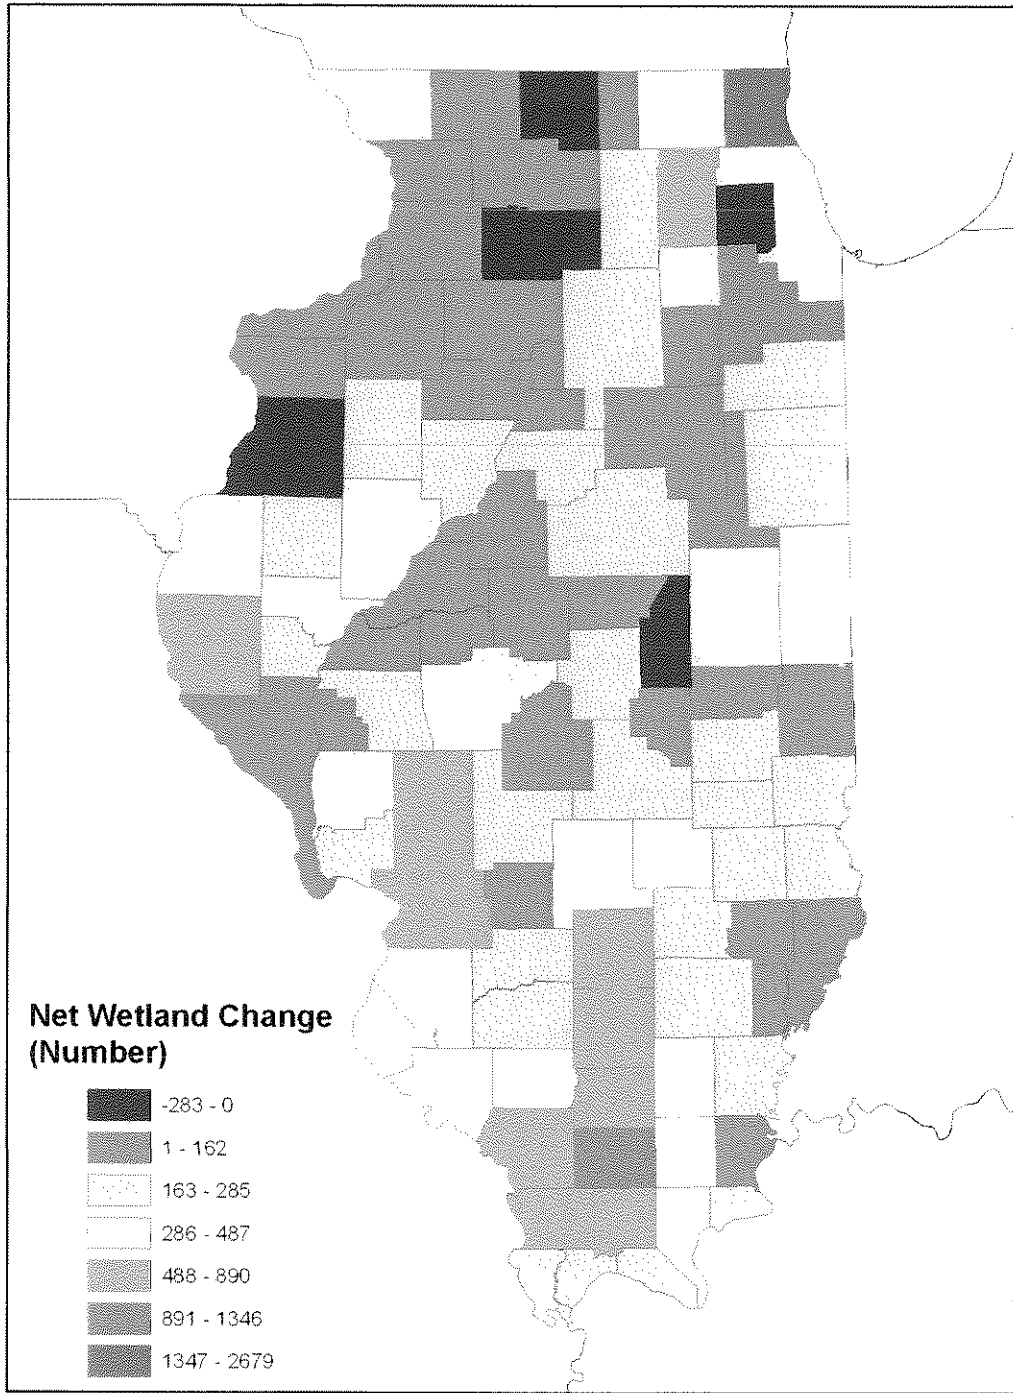 Net Wetland Change
(Number)
-283 - 0
1 - 162
163 - 285
286 - 487
488 - 890
891 - 1346
1347 - 2679